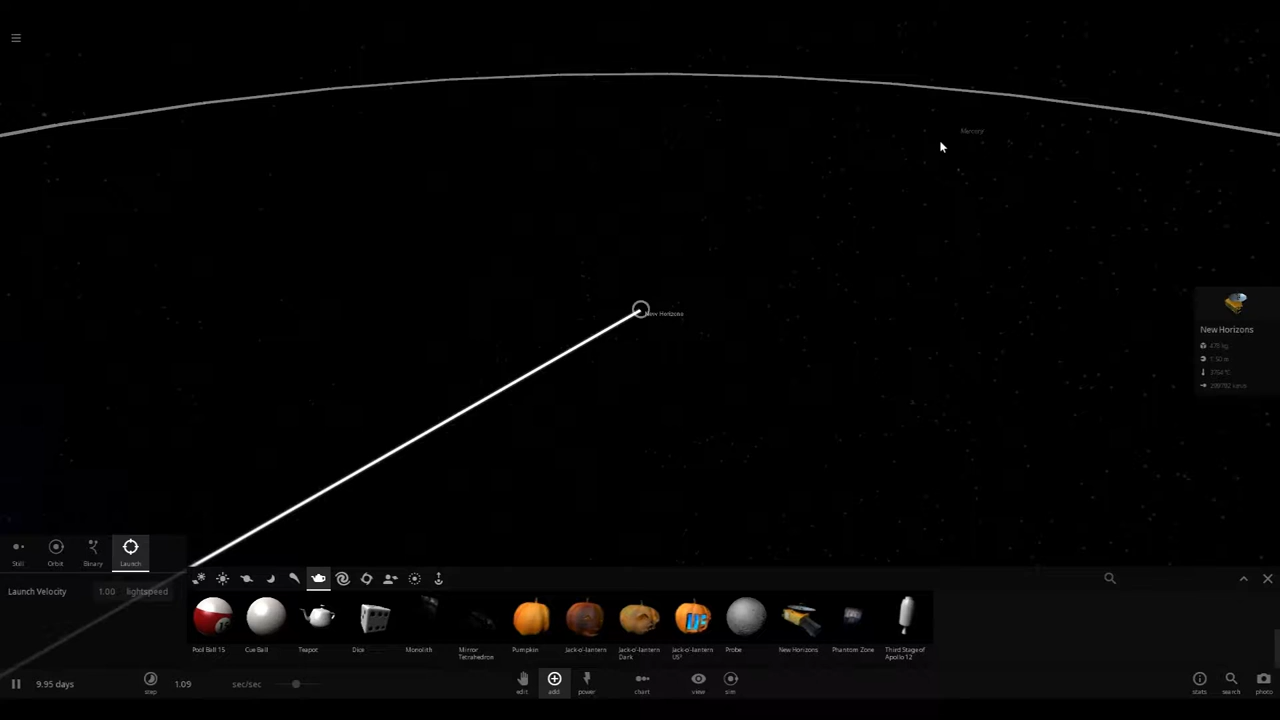 Mercury
New Horizons
New Horizons
478 kg
3754 °C
Still
Orbit
Binary
Launch
Launch Velocity 1.00 lightspeed
Pool Ball 15
Cue Ball
Teapot
Dice
Monolith
Mirror
Tetrahedron
Pumpkin
Jack-o'-lantern
Jack-o'-lantern
Dark
Jack-o'-lantern
US²
Probe
New Horizons
Phantom Zone
Third Stage of
Apollo 12
9.95 days
step
1.09 sec/sec
edit
add
power
chart
view
sim
stats
search
photo